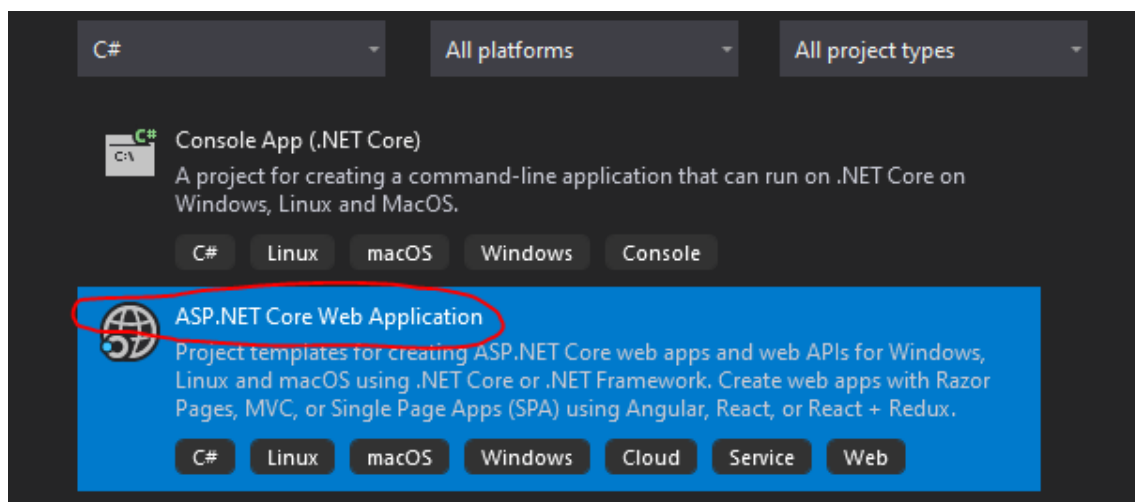 C# All platforms All project types
C#
C:\
Console App (.NET Core)
A project for creating a command-line application that can run on .NET Core on
Windows, Linux and MacOS.
C# Linux macOS Windows Console
ASP.NET Core Web Application
Project templates for creating ASP.NET Core web apps and web APIs for Windows,
Linux and macOS using .NET Core or .NET Framework. Create web apps with Razor
Pages, MVC, or Single Page Apps (SPA) using Angular, React, or React + Redux.
C# Linux macOS Windows Cloud Service Web